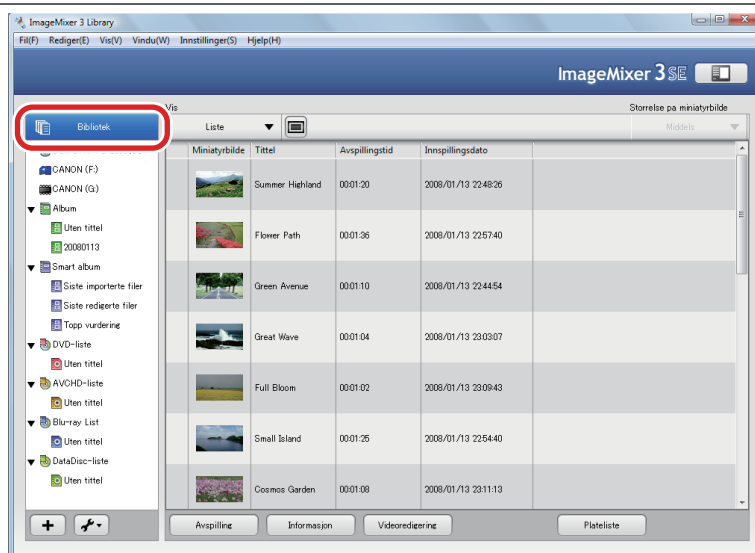 ImageMixer 3 Library
Fil(F) Rediger(E) Vis(V) Vindu(W) Innstillinger(S) Hjelp(H)
ImageMixer 3 SE
Vis
Storrelse pa miniatyrbilde
Bibliotek
Liste
Middels
Miniatyrbilde Tittel Avspillingstid Innspillingsdato
CANON (F:)
CANON (G:)
Album
Uten tittel
20080113
Smart album
Siste importerte filer
Siste redigerte filer
Topp vurdering
DVD-liste
Uten tittel
AVCHD-liste
Uten tittel
Blu-ray List
Uten tittel
DataDisc-liste
Uten tittel
Summer Highland 00:01:20 2008/01/13 22:48:26
Flower Path 00:01:36 2008/01/13 22:57:40
Green Avenue 00:01:10 2008/01/13 22:44:54
Great Wave 00:01:04 2008/01/13 23:03:07
Full Bloom 00:01:02 2008/01/13 23:09:43
Small Island 00:01:25 2008/01/13 22:54:40
Cosmos Garden 00:01:08 2008/01/13 23:11:13
Avspilling Informasjon Videoredigering Plateliste